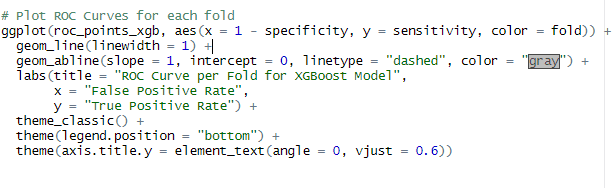 # Plot ROC Curves for each fold
ggplot(roc_points_xgb, aes(x = 1 - specificity, y = sensitivity, color = fold)) +
  geom_line(linewidth = 1) +
  geom_abline(slope = 1, intercept = 0, linetype = "dashed", color = "gray") +
  labs(title = "ROC Curve per Fold for XGBoost Model",
       x = "False Positive Rate",
       y = "True Positive Rate") +
  theme_classic() +
  theme(legend.position = "bottom") +
  theme(axis.title.y = element_text(angle = 0, vjust = 0.6))